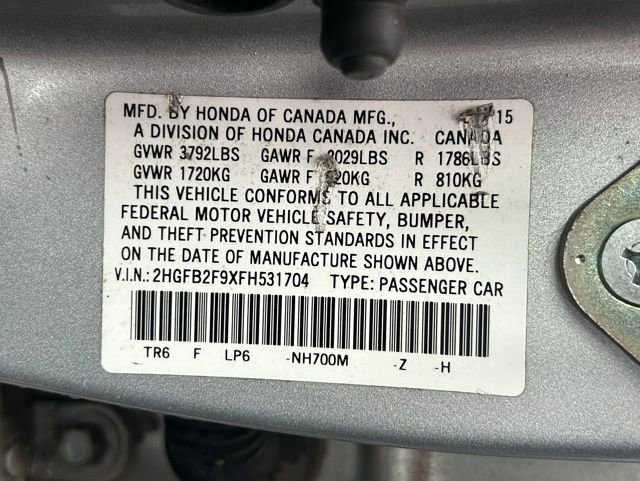 MFD. BY HONDA OF CANADA MFG., 15
A DIVISION OF HONDA CANADA INC. CANADA
GVWR 3792LBS GAWR F 2029LBS R 1786LBS
GVWR 1720KG GAWR F R 810KG
THIS VEHICLE CONFORMS TO ALL APPLICABLE
FEDERAL MOTOR VEHICLE SAFETY, BUMPER,
AND THEFT PREVENTION STANDARDS IN EFFECT
ON THE DATE OF MANUFACTURE SHOWN ABOVE.
V.I.N.: 2HGFB2F9XFH531704 TYPE: PASSENGER CAR
TR6 F LP6 -NH700M -Z -H